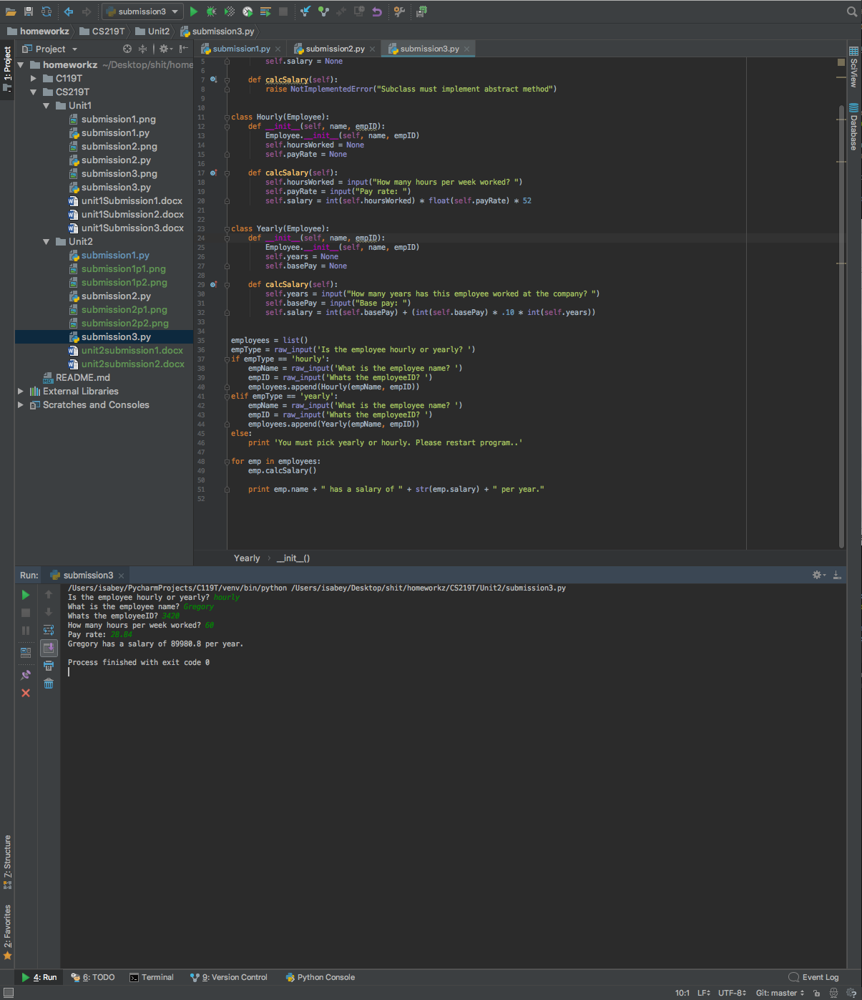 submission3
homeworkz CS219T Unit2 submission3.py
Project
submission1.py submission2.py submission3.py
1: Project
homeworkz ~/Desktop/shit/home
C119T
CS219T
Unit1
submission1.png
submission1.py
submission2.png
submission2.py
submission3.png
submission3.py
unit1Submission1.docx
unit1Submission2.docx
unit1Submission3.docx
Unit2
submission1.py
submission1p1.png
submission1p2.png
submission2.py
submission2p1.png
submission2p2.png
submission3.py
unit2submission1.docx
unit2submission2.docx
README.md
External Libraries
Scratches and Consoles
5 self.salary = None
6
7 def calcSalary(self):
8 raise NotImplementedError("Subclass must implement abstract method")
9
10
11 class Hourly(Employee):
12 def __init__(self, name, empID):
13 Employee.__init__(self, name, empID)
14 self.hoursWorked = None
15 self.payRate = None
16
17 def calcSalary(self):
18 self.hoursWorked = input("How many hours per week worked? ")
19 self.payRate = input("Pay rate: ")
20 self.salary = int(self.hoursWorked) * float(self.payRate) * 52
21
22
23 class Yearly(Employee):
24 def __init__(self, name, empID):
25 Employee.__init__(self, name, empID)
26 self.years = None
27 self.basePay = None
28
29 def calcSalary(self):
30 self.years = input("How many years has this employee worked at the company? ")
31 self.basePay = input("Base pay: ")
32 self.salary = int(self.basePay) + (int(self.basePay) * .10 * int(self.years))
33
34
35 employees = list()
36 empType = raw_input('Is the employee hourly or yearly? ')
37 if empType == 'hourly':
38 empName = raw_input('What is the employee name? ')
39 empID = raw_input('Whats the employeeID? ')
40 employees.append(Hourly(empName, empID))
41 elif empType == 'yearly':
42 empName = raw_input('What is the employee name? ')
43 empID = raw_input('Whats the employeeID? ')
44 employees.append(Yearly(empName, empID))
45 else:
46 print 'You must pick yearly or hourly. Please restart program..'
47
48 for emp in employees:
49 emp.calcSalary()
50
51 print emp.name + " has a salary of " + str(emp.salary) + " per year."
52
Yearly › __init__()
SciView
Database
Run: submission3
/Users/isabey/PycharmProjects/C119T/venv/bin/python /Users/isabey/Desktop/shit/homeworkz/CS219T/Unit2/submission3.py
Is the employee hourly or yearly? hourly
What is the employee name? Gregory
Whats the employeeID? 3420
How many hours per week worked? 60
Pay rate: 28.84
Gregory has a salary of 89980.8 per year.
Process finished with exit code 0
7: Structure
2: Favorites
4: Run 6: TODO Terminal 9: Version Control Python Console Event Log
10:1 LF UTF-8 Git: master